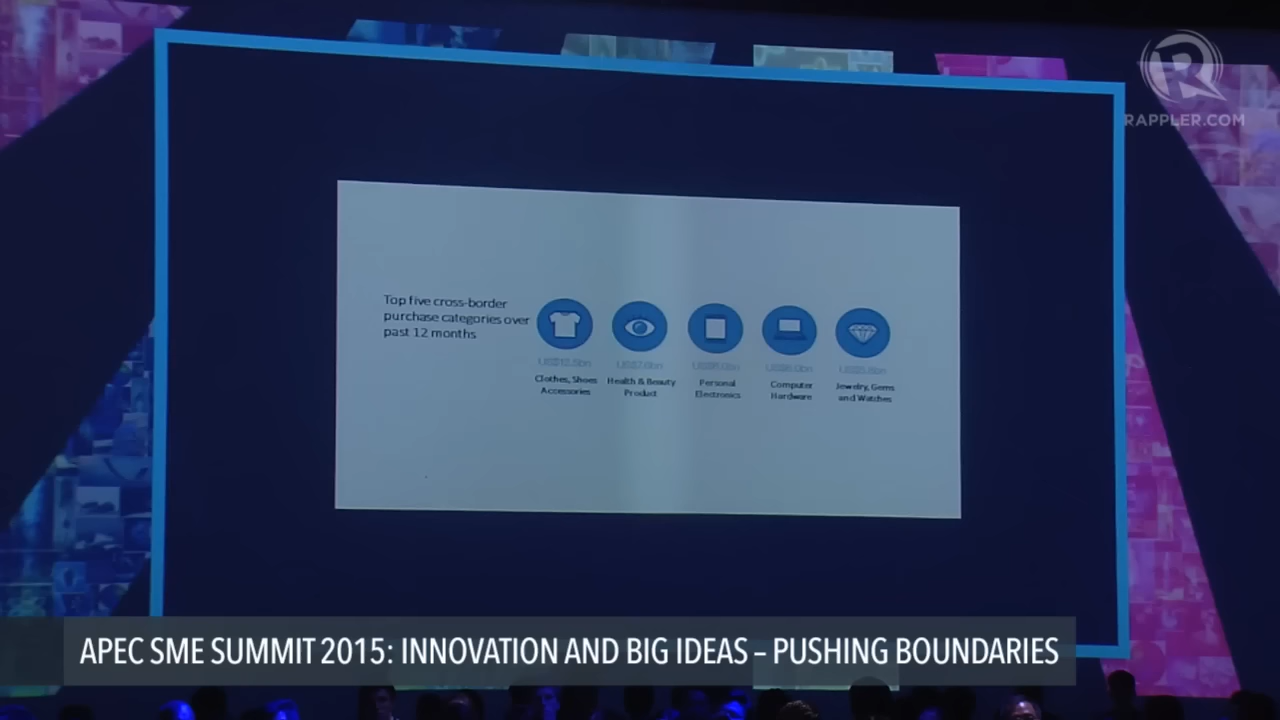 RAPPLER.COM
Top five cross-border
purchase categories over
past 12 months
Clothes, Shoes
Accessories
Health & Beauty
Product
Personal
Electronics
Computer
Hardware
Jewelry, Gems
and Watches
APEC SME SUMMIT 2015: INNOVATION AND BIG IDEAS – PUSHING BOUNDARIES